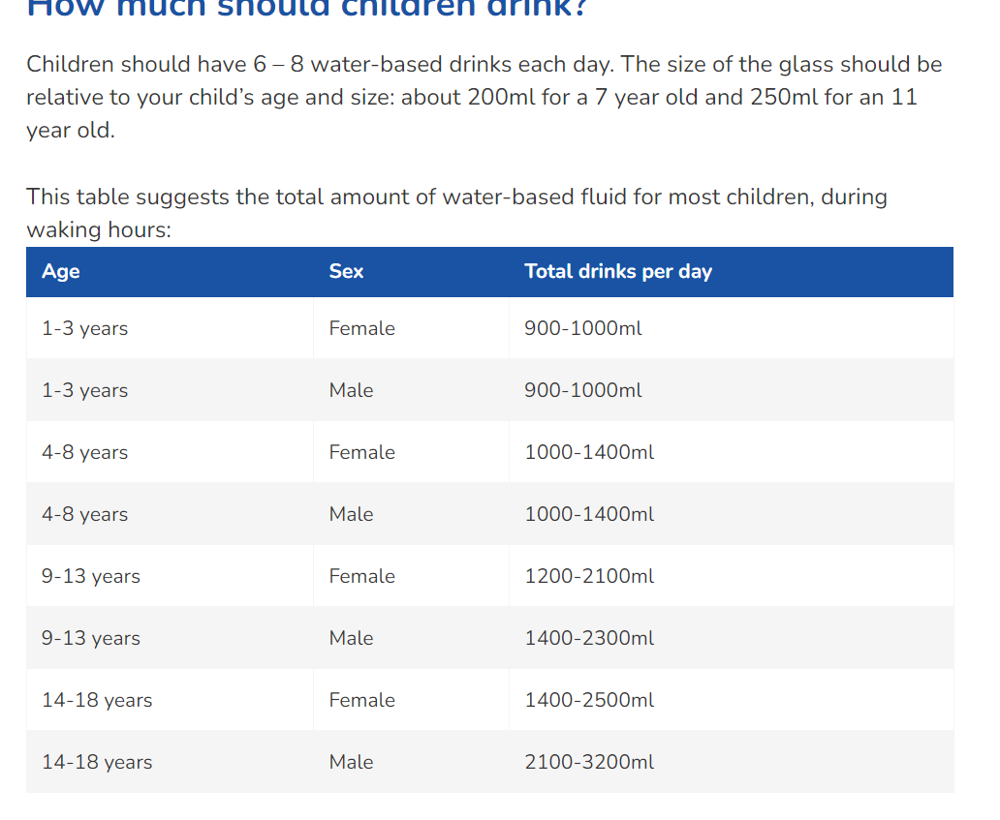 How much should children drink?
Children should have 6 – 8 water-based drinks each day. The size of the glass should be
relative to your child’s age and size: about 200ml for a 7 year old and 250ml for an 11
year old.
This table suggests the total amount of water-based fluid for most children, during
waking hours:
Age Sex Total drinks per day
1-3 years Female 900-1000ml
1-3 years Male 900-1000ml
4-8 years Female 1000-1400ml
4-8 years Male 1000-1400ml
9-13 years Female 1200-2100ml
9-13 years Male 1400-2300ml
14-18 years Female 1400-2500ml
14-18 years Male 2100-3200ml